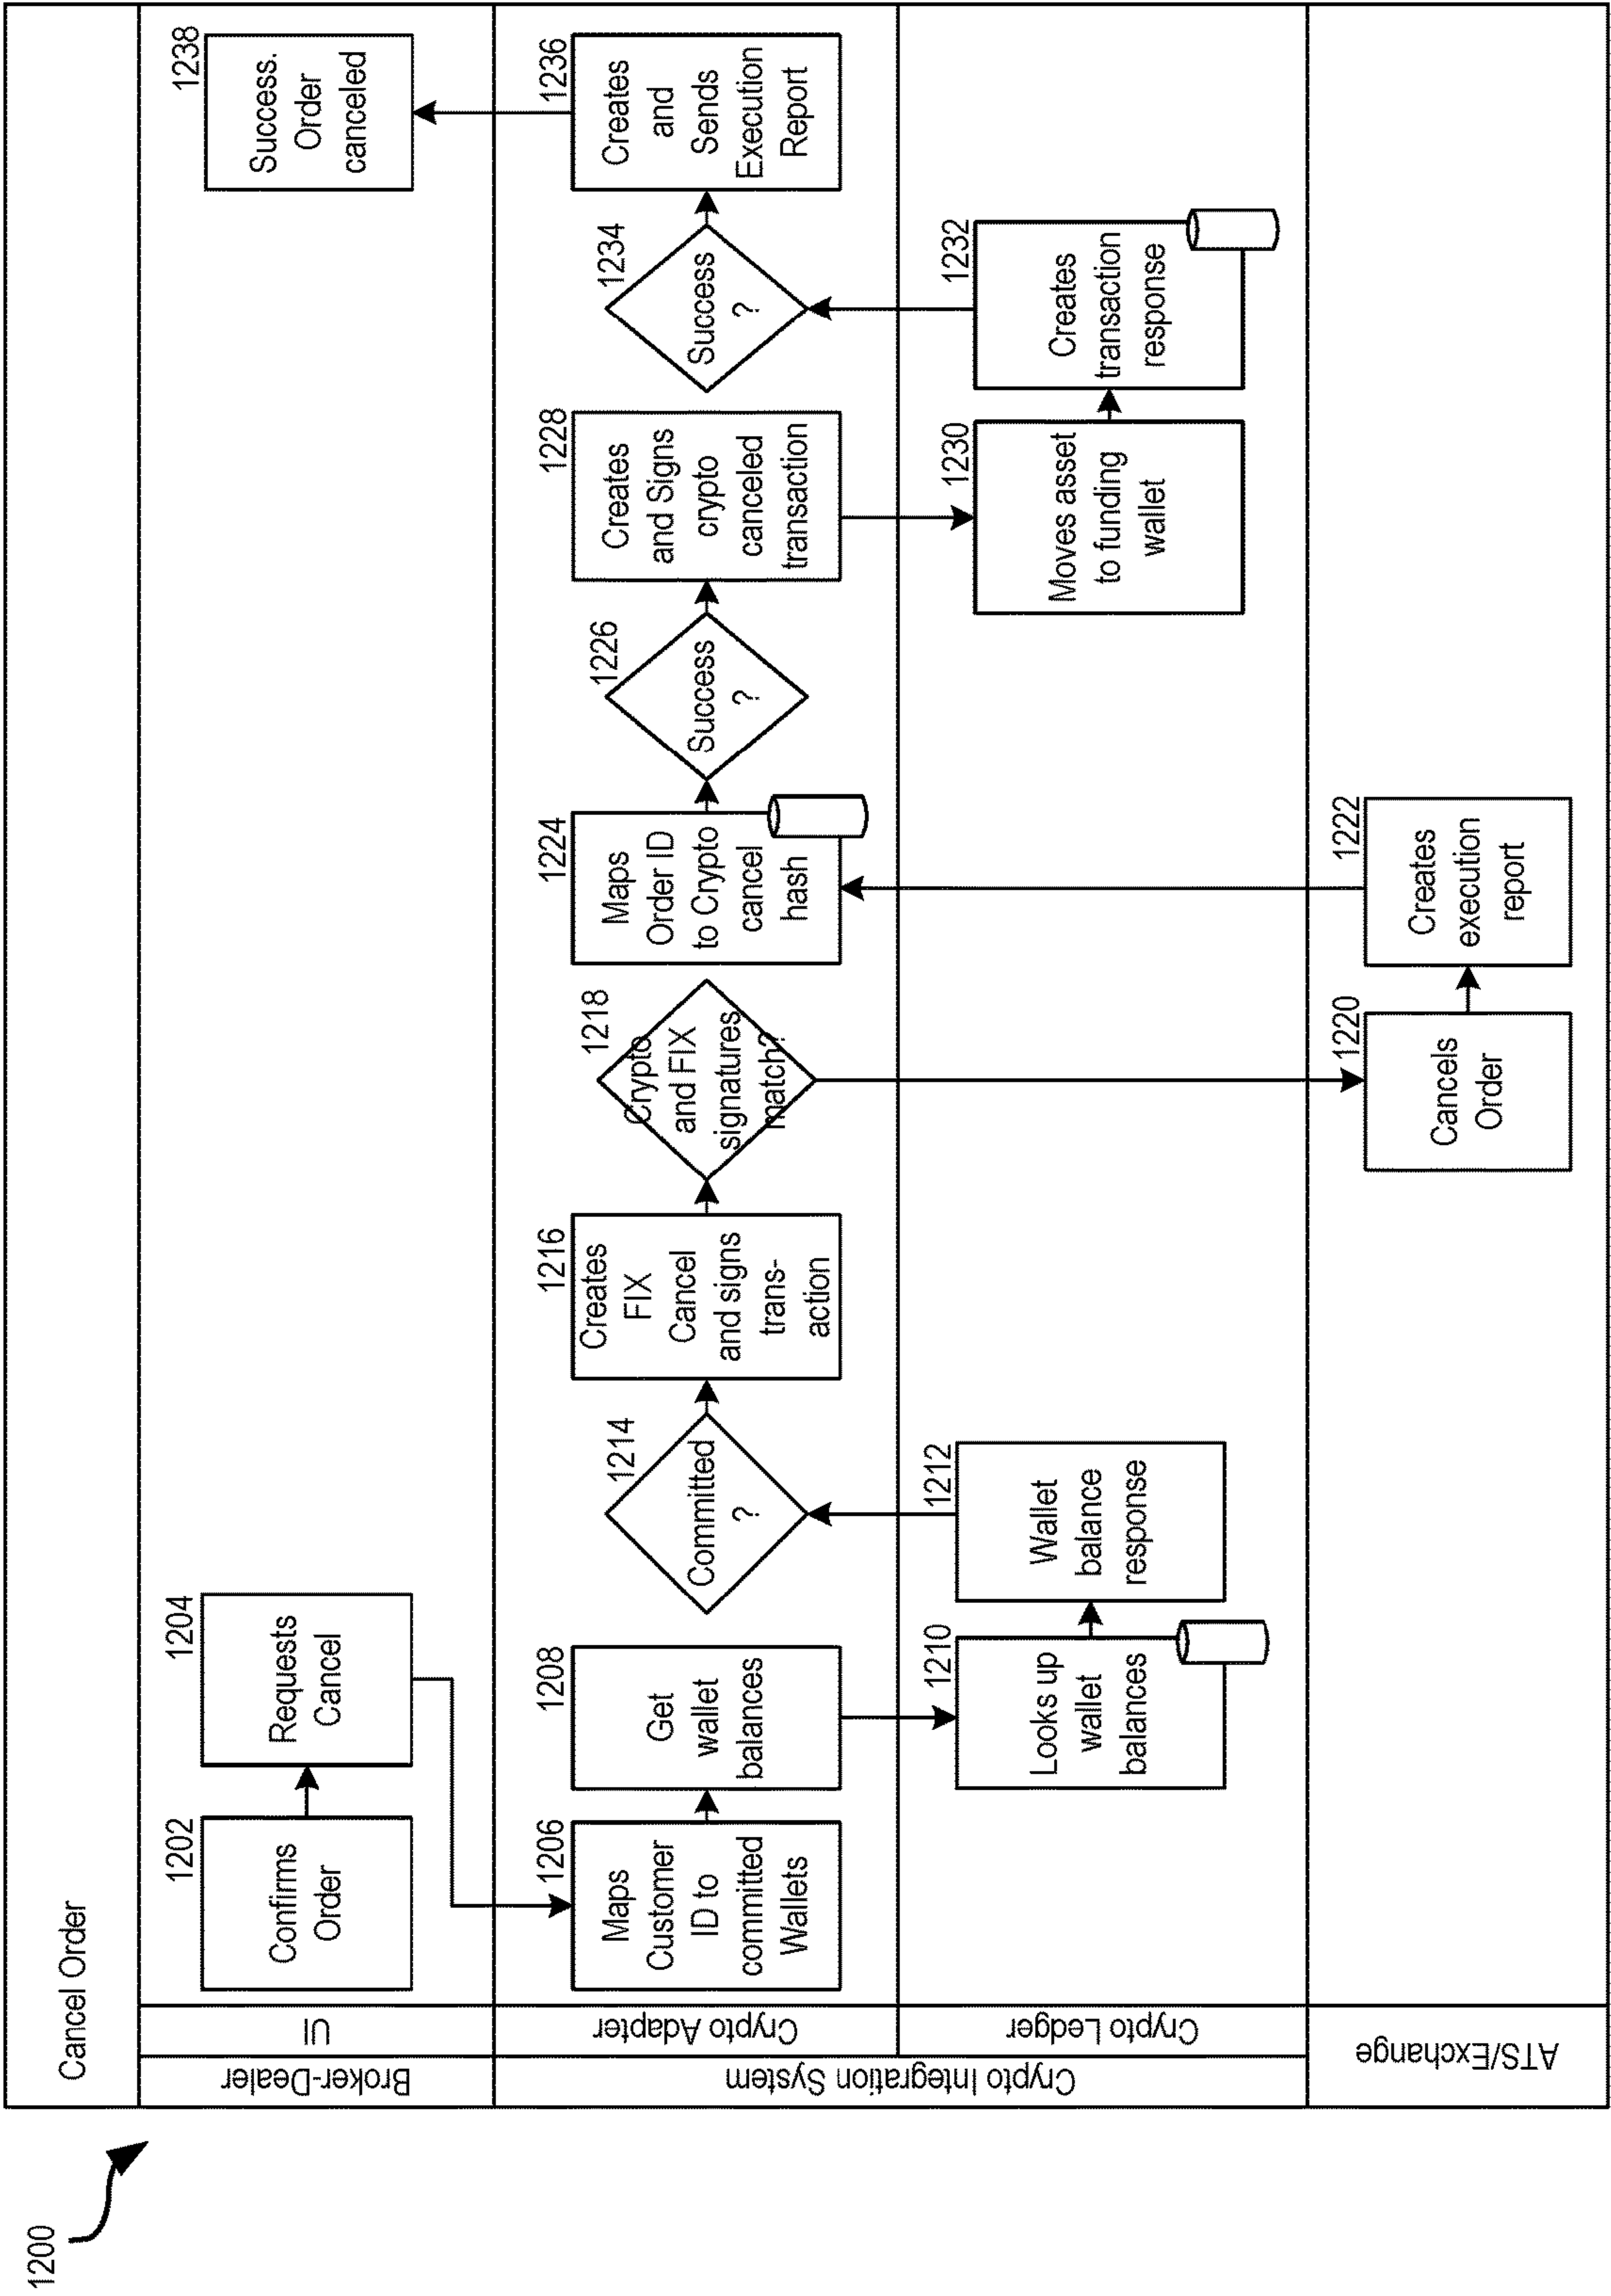 1200
Cancel Order
Broker-Dealer
UI
1202
Confirms
Order
1204
Requests
Cancel
1238
Success.
Order
canceled
Crypto Integration System
Crypto Adapter
1206
Maps
Customer
ID to
committed
Wallets
1208
Get
wallet
balances
1214
Committed
?
1216
Creates
FIX
Cancel
and signs
trans-
action
1218
Crypto
and FIX
signatures
match?
1224
Maps
Order ID
to Crypto
cancel
hash
1226
Success
?
1228
Creates
and Signs
crypto
canceled
transaction
1234
Success
?
1236
Creates
and
Sends
Execution
Report
Crypto Ledger
1210
Looks up
wallet
balances
1212
Wallet
balance
response
1230
Moves asset
to funding
wallet
1232
Creates
transaction
response
ATS/Exchange
1220
Cancels
Order
1222
Creates
execution
report